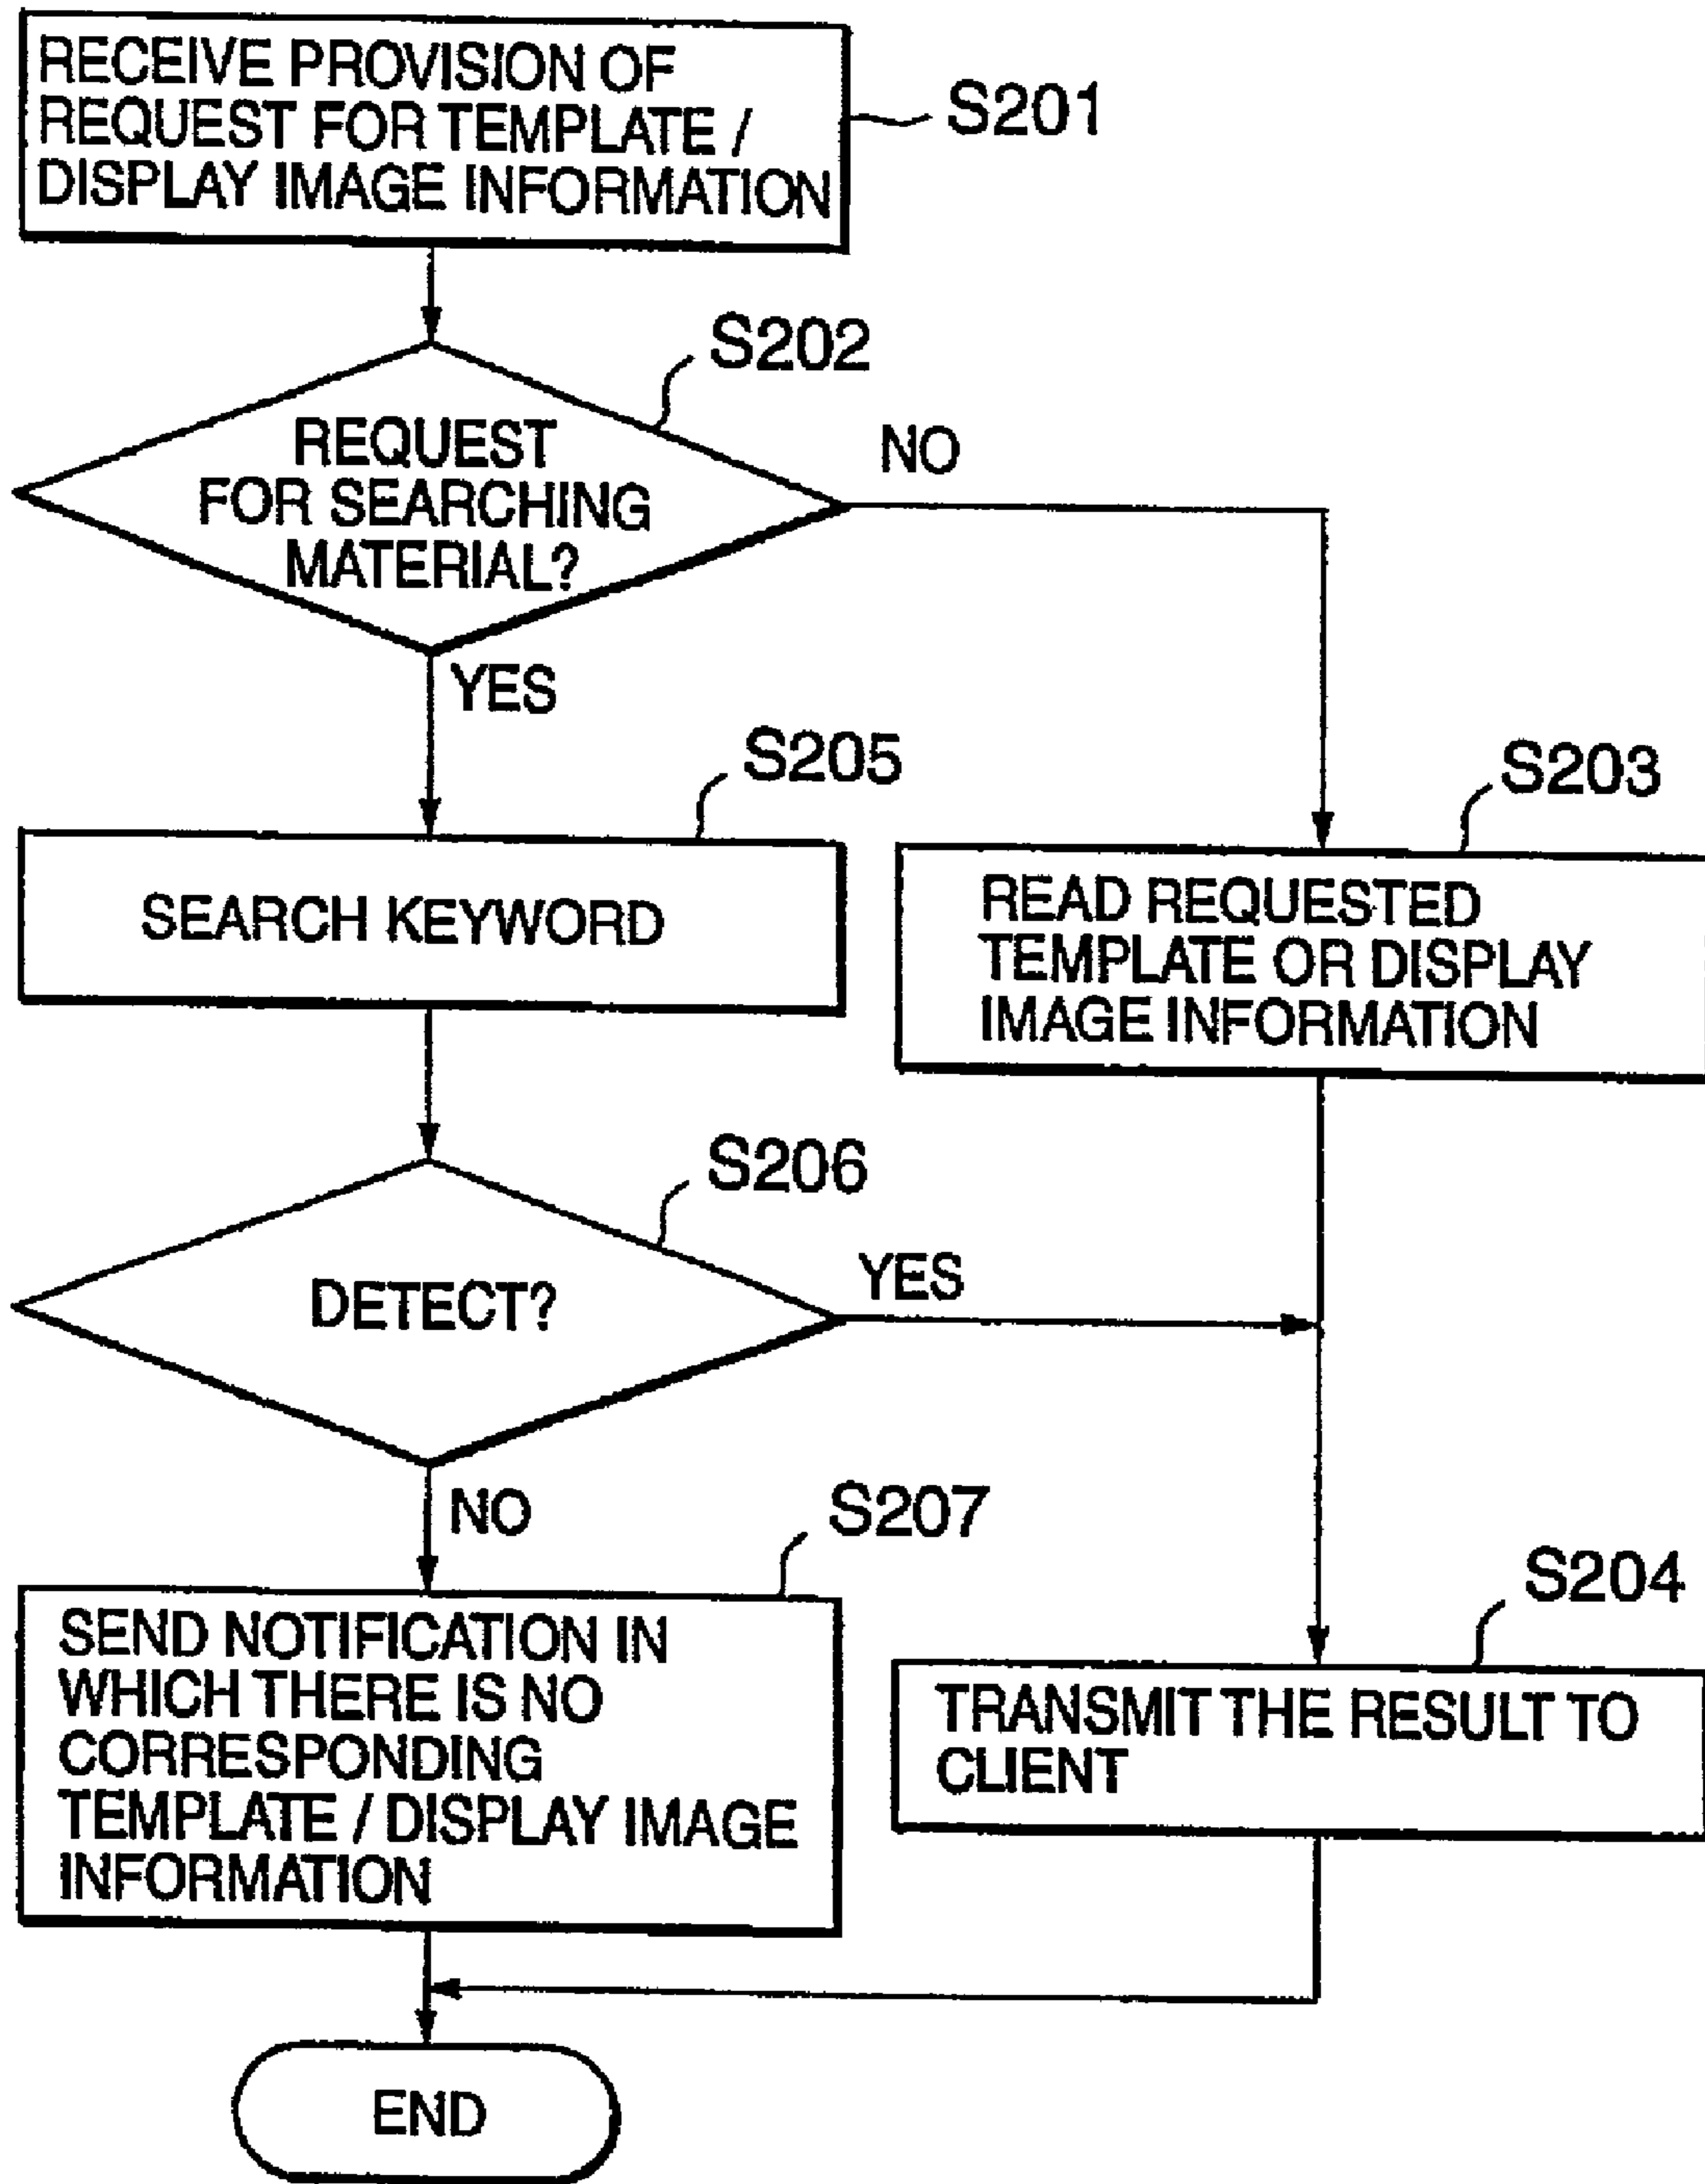 RECEIVE PROVISION OF
REQUEST FOR TEMPLATE /
DISPLAY IMAGE INFORMATION
S201
S202
REQUEST
FOR SEARCHING
MATERIAL?
NO
YES
S205
SEARCH KEYWORD
S203
READ REQUESTED
TEMPLATE OR DISPLAY
IMAGE INFORMATION
S206
DETECT?
YES
NO
S207
SEND NOTIFICATION IN
WHICH THERE IS NO
CORRESPONDING
TEMPLATE / DISPLAY IMAGE
INFORMATION
S204
TRANSMIT THE RESULT TO
CLIENT
END